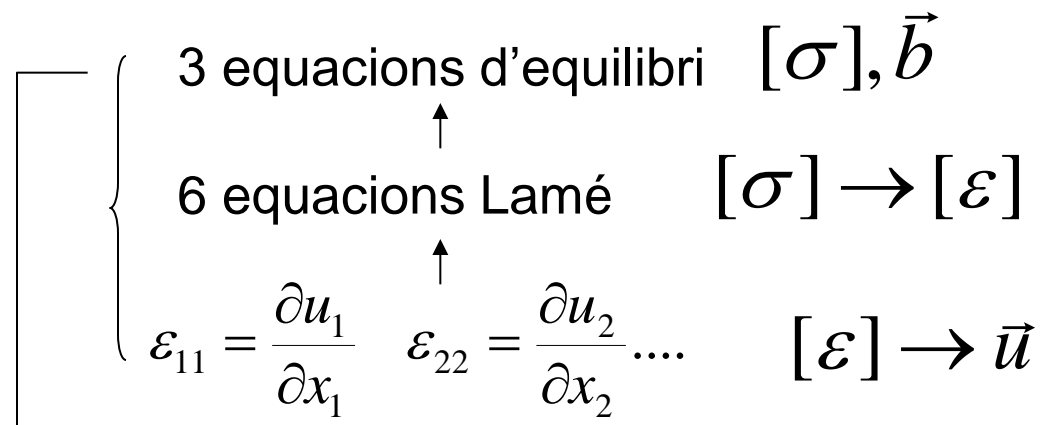 3 equacions d'equilibri [σ], b⃗
6 equacions Lamé [σ] → [ε]
ε₁₁ = ∂u₁/∂x₁ ε₂₂ = ∂u₂/∂x₂ .... [ε] → u⃗